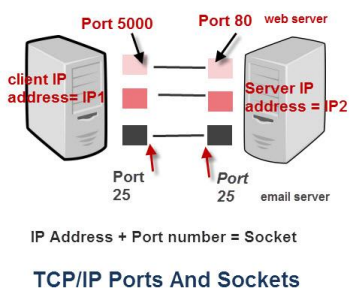 Port 5000
Port 80
web server
client IP
address= IP1
Server IP
address = IP2
Port
25
Port
25
email server
IP Address + Port number = Socket
TCP/IP Ports And Sockets